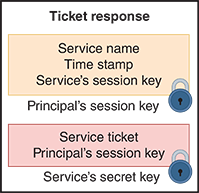 Ticket response
Service name
Time stamp
Service's session key
Principal's session key
Service ticket
Principal's session key
Service's secret key